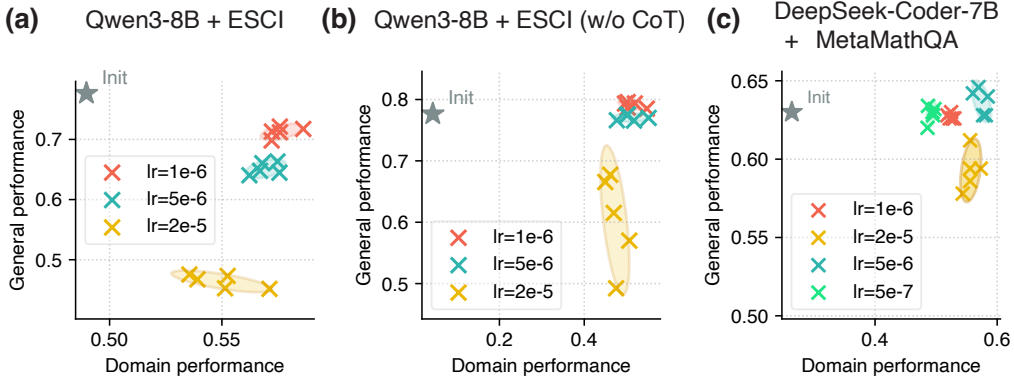 (a) Qwen3-8B + ESCI
General performance
0.7
0.6
0.5
Init
lr=1e-6
lr=5e-6
lr=2e-5
0.50
0.55
Domain performance
(b) Qwen3-8B + ESCI (w/o CoT)
General performance
0.8
0.7
0.6
0.5
Init
lr=1e-6
lr=5e-6
lr=2e-5
0.2
0.4
Domain performance
(c) DeepSeek-Coder-7B
+ MetaMathQA
General performance
0.65
0.60
0.55
0.50
Init
lr=1e-6
lr=2e-5
lr=5e-6
lr=5e-7
0.4
0.6
Domain performance